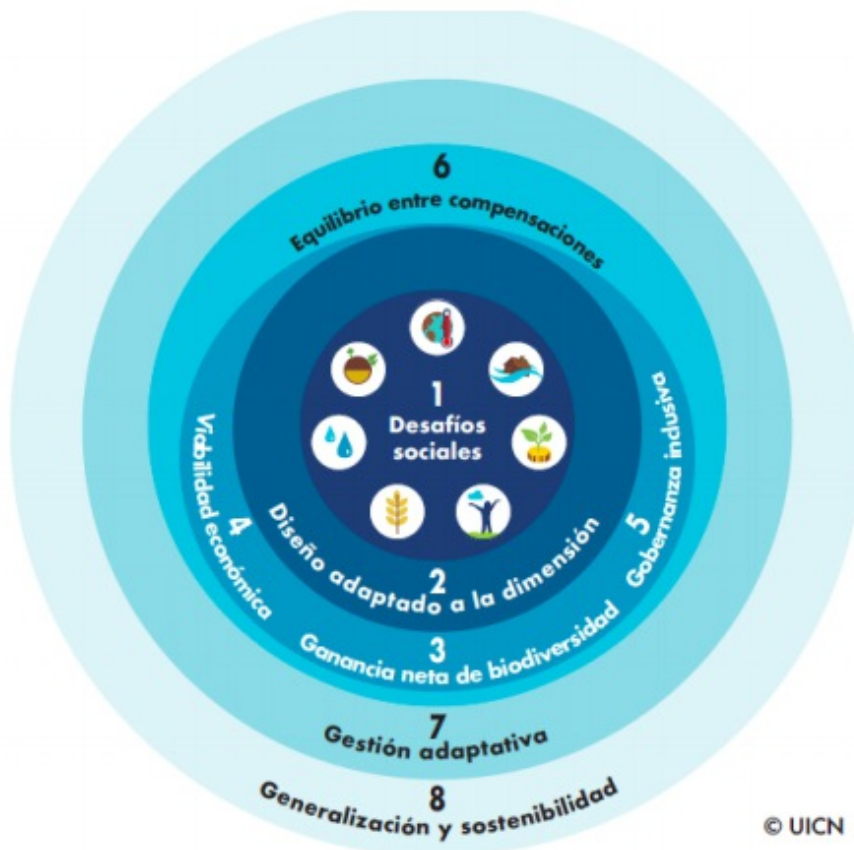 6
Equilibrio entre compensaciones
1
Desafíos
sociales
Viabilidad económica
4
5
Gobernanza inclusiva
Diseño adaptado a la dimensión
2
3
Ganancia neta de biodiversidad
7
Gestión adaptativa
8
Generalización y sostenibilidad
© UICN